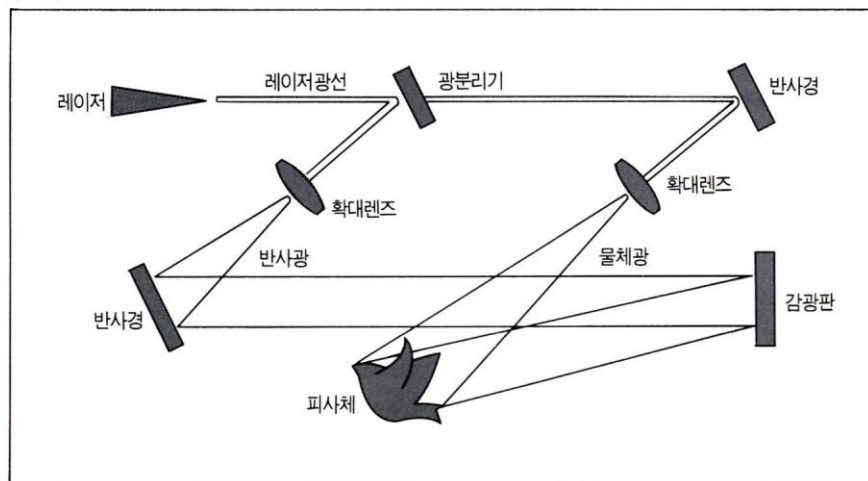 레이저
레이저광선
광분리기
반사경
확대렌즈
확대렌즈
반사광
물체광
반사경
감광판
피사체